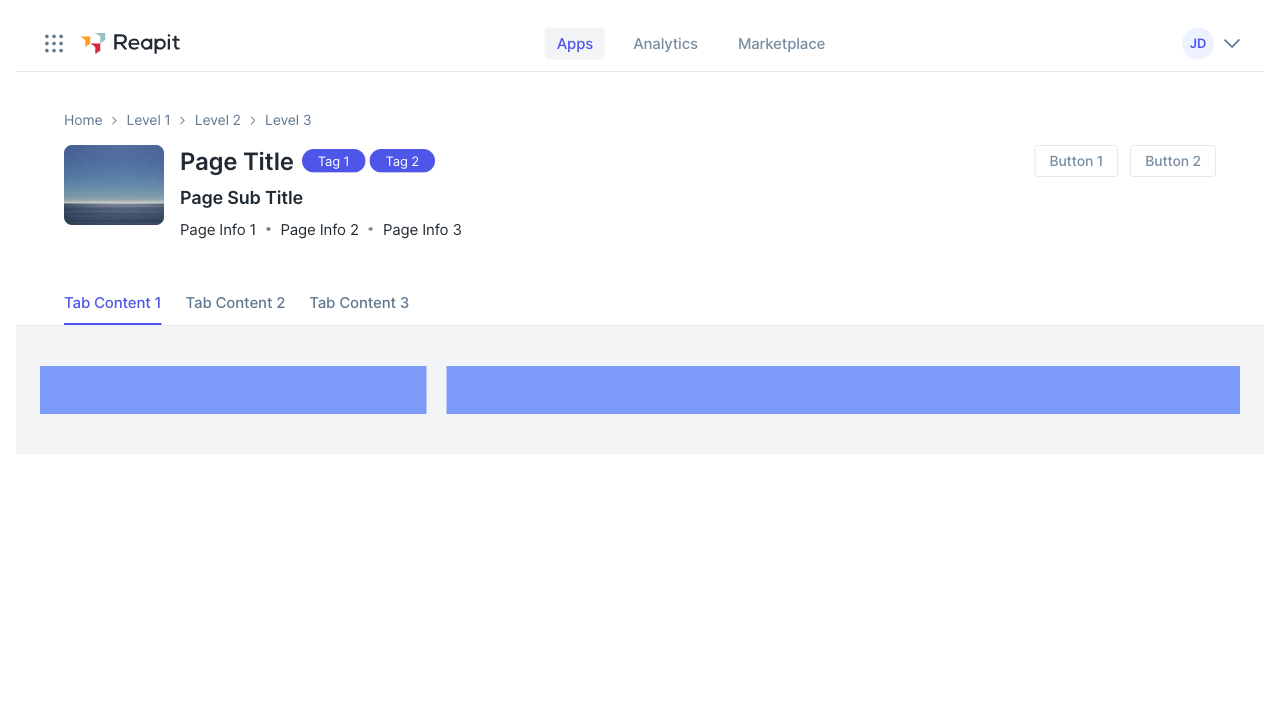 Reapit Apps Analytics Marketplace JD
Home Level 1 Level 2 Level 3
Page Title Tag 1 Tag 2 Button 1 Button 2
Page Sub Title
Page Info 1 • Page Info 2 • Page Info 3
Tab Content 1 Tab Content 2 Tab Content 3